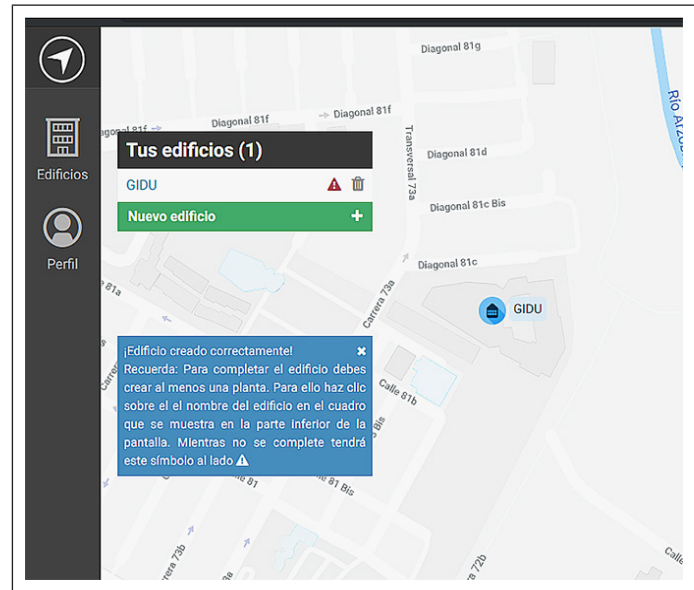 Edificios
Perfil
Tus edificios (1)
GIDU
Nuevo edificio
¡Edificio creado correctamente!
Recuerda: Para completar el edificio debes
crear al menos una planta. Para ello haz clic
sobre el el nombre del edificio en el cuadro
que se muestra en la parte inferior de la
pantalla. Mientras no se complete tendrá
este símbolo al lado
Diagonal 81g
Diagonal 81f
Diagonal 81f
Transversal 73a
Diagonal 81d
Diagonal 81c Bis
Diagonal 81c
Carrera 73a
GIDU
Calle 81b
81a
81
81 Bis
73b
72b
Calle
Río